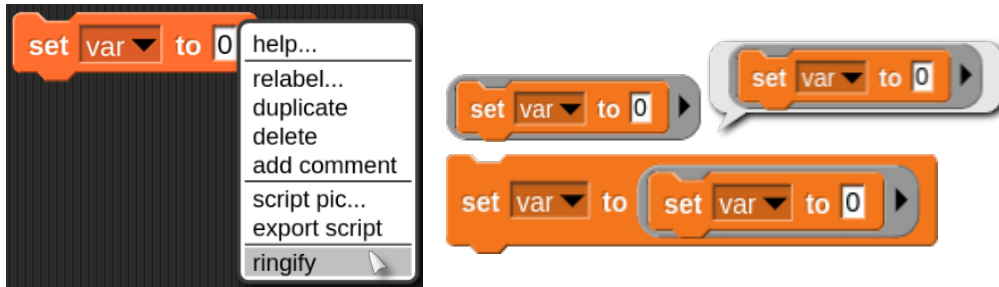 set var to 0
help...
relabel...
duplicate
delete
add comment
script pic...
export script
ringify
set var to 0
set var to 0
set var to set var to 0